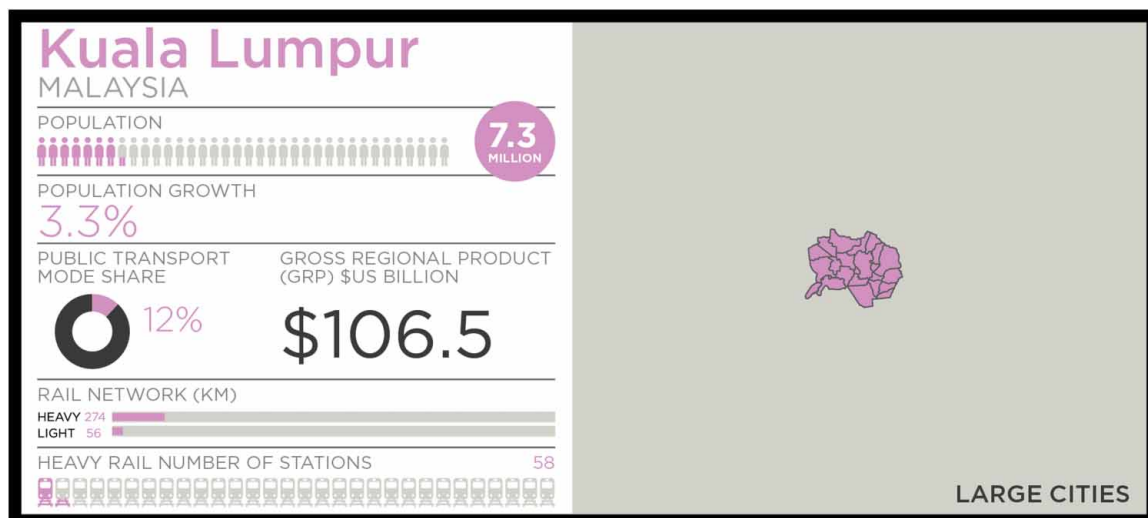 Kuala Lumpur
MALAYSIA
POPULATION
7.3
MILLION
POPULATION GROWTH
3.3%
PUBLIC TRANSPORT
MODE SHARE
12%
GROSS REGIONAL PRODUCT
(GRP) $US BILLION
$106.5
RAIL NETWORK (KM)
HEAVY 274
LIGHT 56
HEAVY RAIL NUMBER OF STATIONS 58
LARGE CITIES